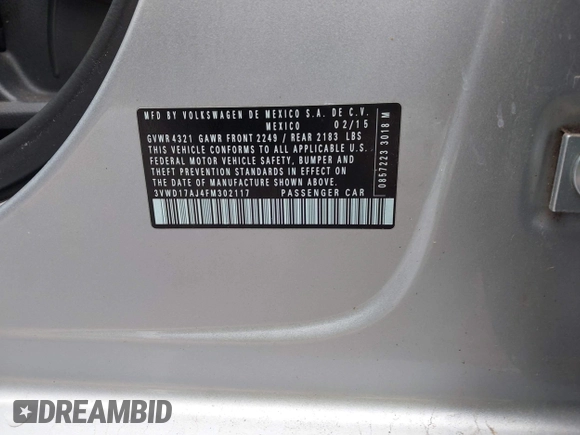 MFD BY VOLKSWAGEN DE MEXICO S.A. DE C.V.
MEXICO 02/15
GVWR 4321 GAWR FRONT 2249 / REAR 2183 LBS
THIS VEHICLE CONFORMS TO ALL APPLICABLE U.S.
FEDERAL MOTOR VEHICLE SAFETY, BUMPER AND
THEFT PREVENTION STANDARDS IN EFFECT ON
THE DATE OF MANUFACTURE SHOWN ABOVE.
3VWD17AJ4FM302117 PASSENGER CAR
0857223 3018 M
DREAMBID